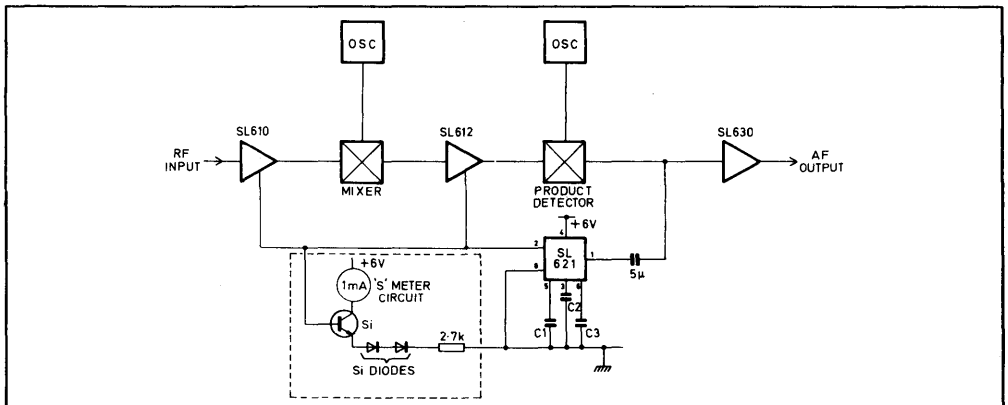 OSC
OSC
SL610
SL612
SL630
RF
INPUT
AF
OUTPUT
MIXER
PRODUCT
DETECTOR
+6V
4
2
SL
621
1
5µ
8
5
3
6
C2
C1
C3
+6V
1mA
'S' METER
CIRCUIT
Si
2·7k
Si DIODES